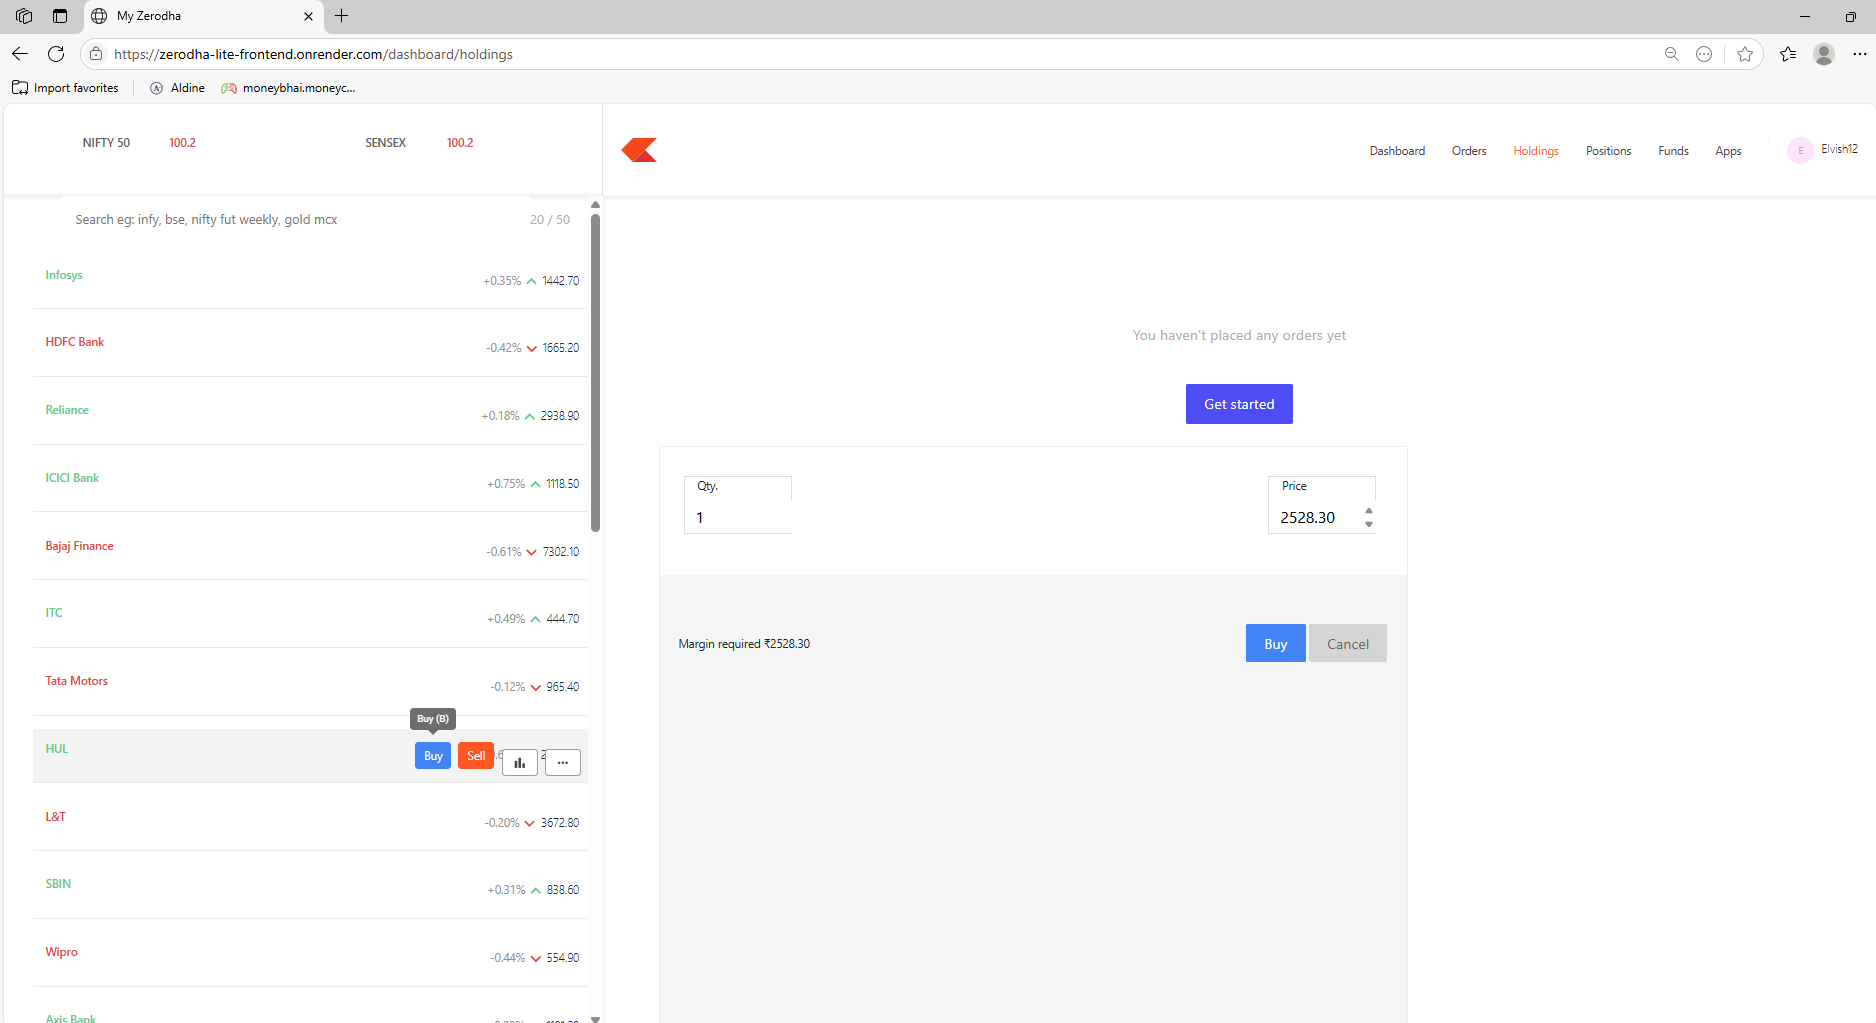 My Zerodha
https://zerodha-lite-frontend.onrender.com/dashboard/holdings
Import favorites
Aldine
moneybhai.moneyc...
NIFTY 50 100.2 SENSEX 100.2
Dashboard Orders Holdings Positions Funds Apps E Elvish12
Search eg: infy, bse, nifty fut weekly, gold mcx 20 / 50
Infosys +0.35% 1442.70
HDFC Bank -0.42% 1665.20
Reliance +0.18% 2938.90
ICICI Bank +0.75% 1118.50
Bajaj Finance -0.61% 7302.10
ITC +0.49% 444.70
Tata Motors -0.12% 965.40
Buy (B)
HUL Buy Sell
L&T -0.20% 3672.80
SBIN +0.31% 838.60
Wipro -0.44% 554.90
Axis Bank
You haven't placed any orders yet
Get started
Qty. Price
1 2528.30
Margin required ₹2528.30 Buy Cancel